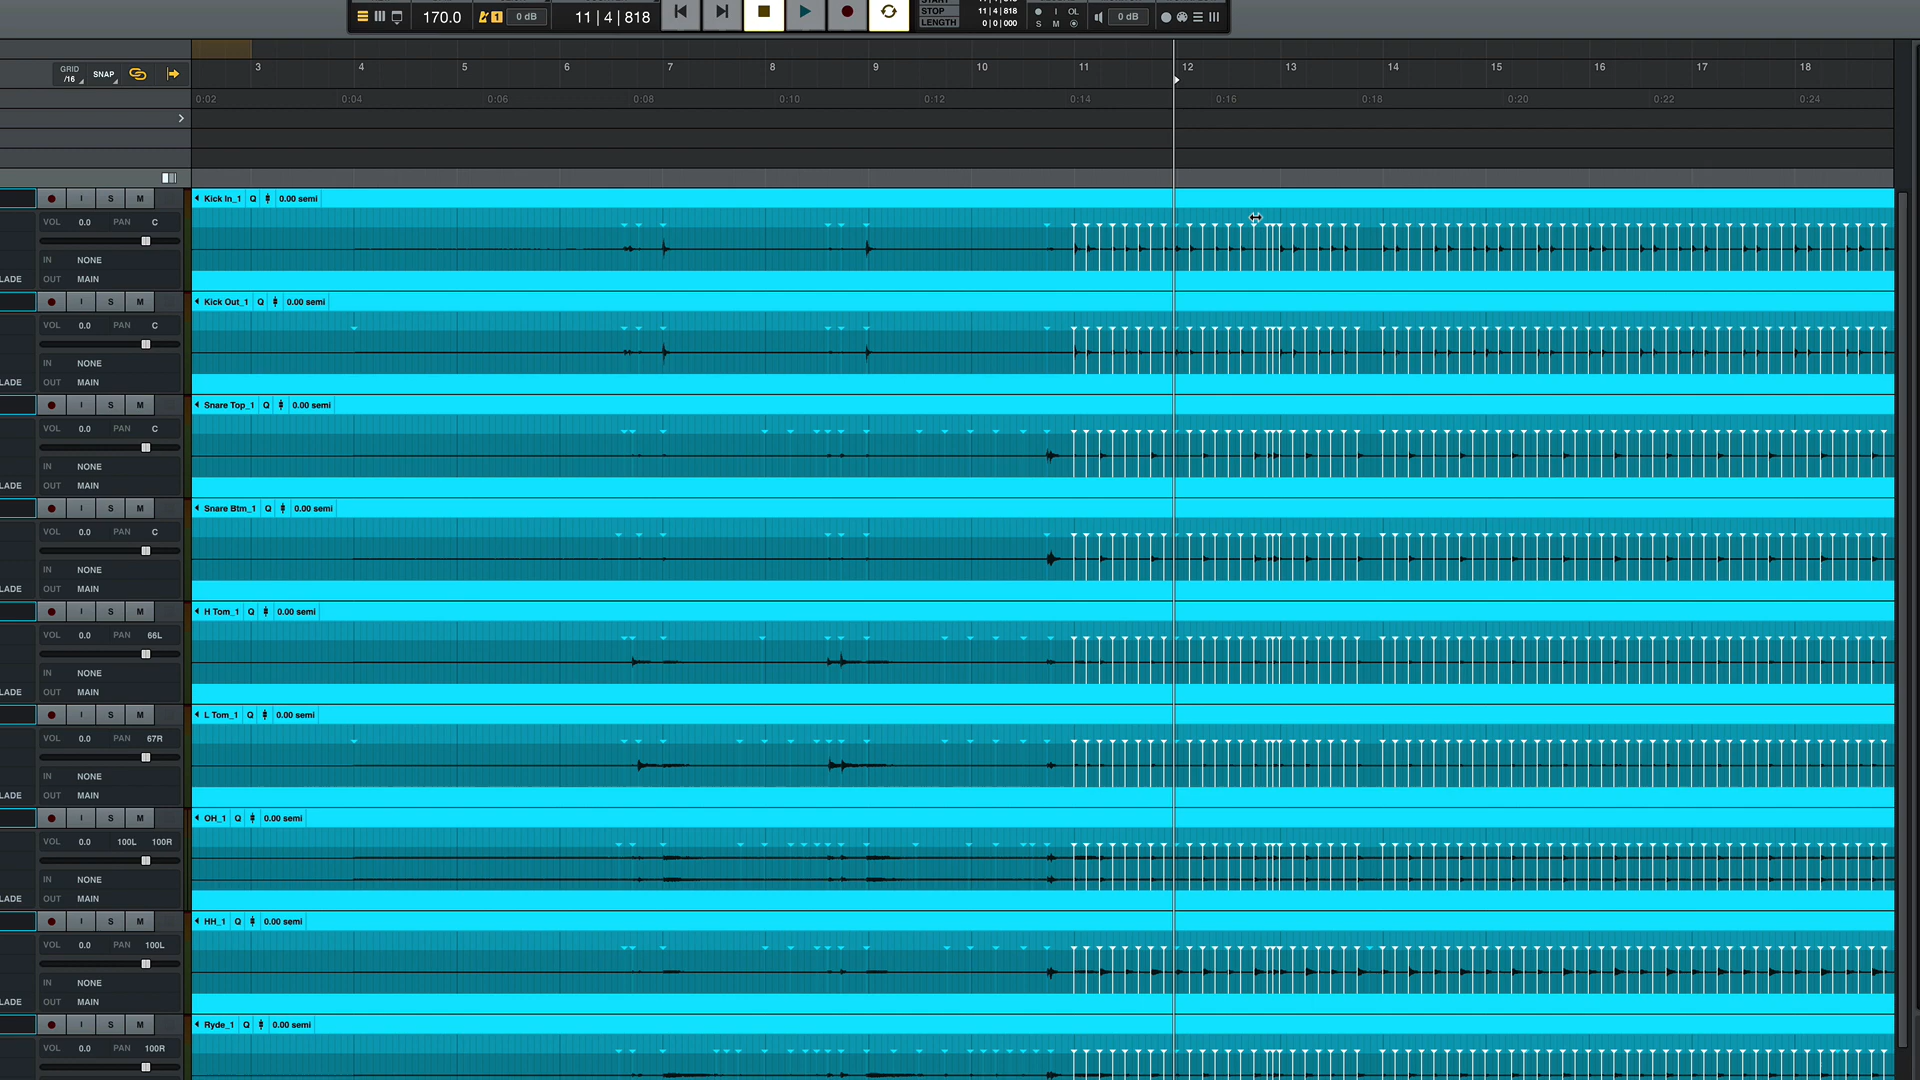 170.0 1 0 dB 11 | 4 | 818
START
STOP 11|4|818
LENGTH 0|0|000
I OL
S M
0 dB
GRID
/16
SNAP
3 4 5 6 7 8 9 10 11 12 13 14 15 16 17 18
0:02 0:04 0:06 0:08 0:10 0:12 0:14 0:16 0:18 0:20 0:22 0:24
I S M Kick In_1 Q 0.00 semi
VOL 0.0 PAN C
IN NONE
LADE OUT MAIN
I S M Kick Out_1 Q 0.00 semi
VOL 0.0 PAN C
IN NONE
LADE OUT MAIN
I S M Snare Top_1 Q 0.00 semi
VOL 0.0 PAN C
IN NONE
LADE OUT MAIN
I S M Snare Btm_1 Q 0.00 semi
VOL 0.0 PAN C
IN NONE
LADE OUT MAIN
I S M H Tom_1 Q 0.00 semi
VOL 0.0 PAN 66L
IN NONE
LADE OUT MAIN
I S M L Tom_1 Q 0.00 semi
VOL 0.0 PAN 67R
IN NONE
LADE OUT MAIN
I S M OH_1 Q 0.00 semi
VOL 0.0 100L 100R
IN NONE
LADE OUT MAIN
I S M HH_1 Q 0.00 semi
VOL 0.0 PAN 100L
IN NONE
LADE OUT MAIN
I S M Ryde_1 Q 0.00 semi
VOL 0.0 PAN 100R